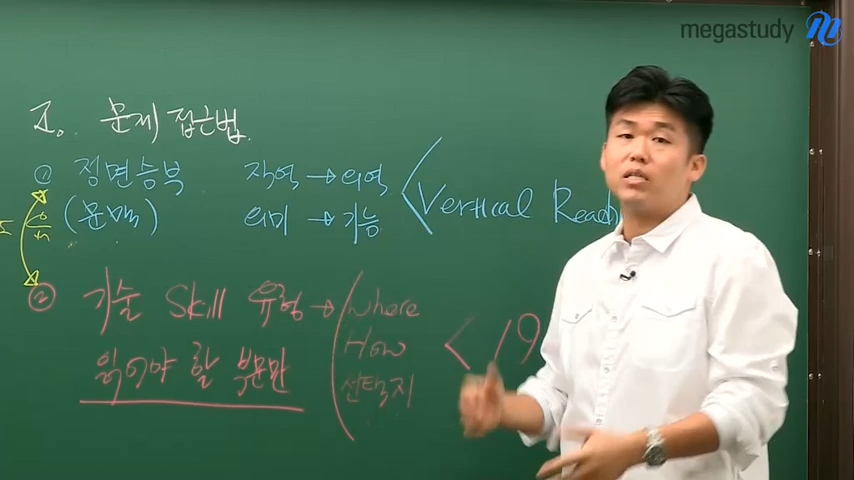 megastudy
I. 문제 접근법.
① 정면승부 직역 → 의역
(문맥) 의미 → 기능
Vertical Read
② 기술 Skill 유형 → where
How
읽어야 할 부분만 선택지